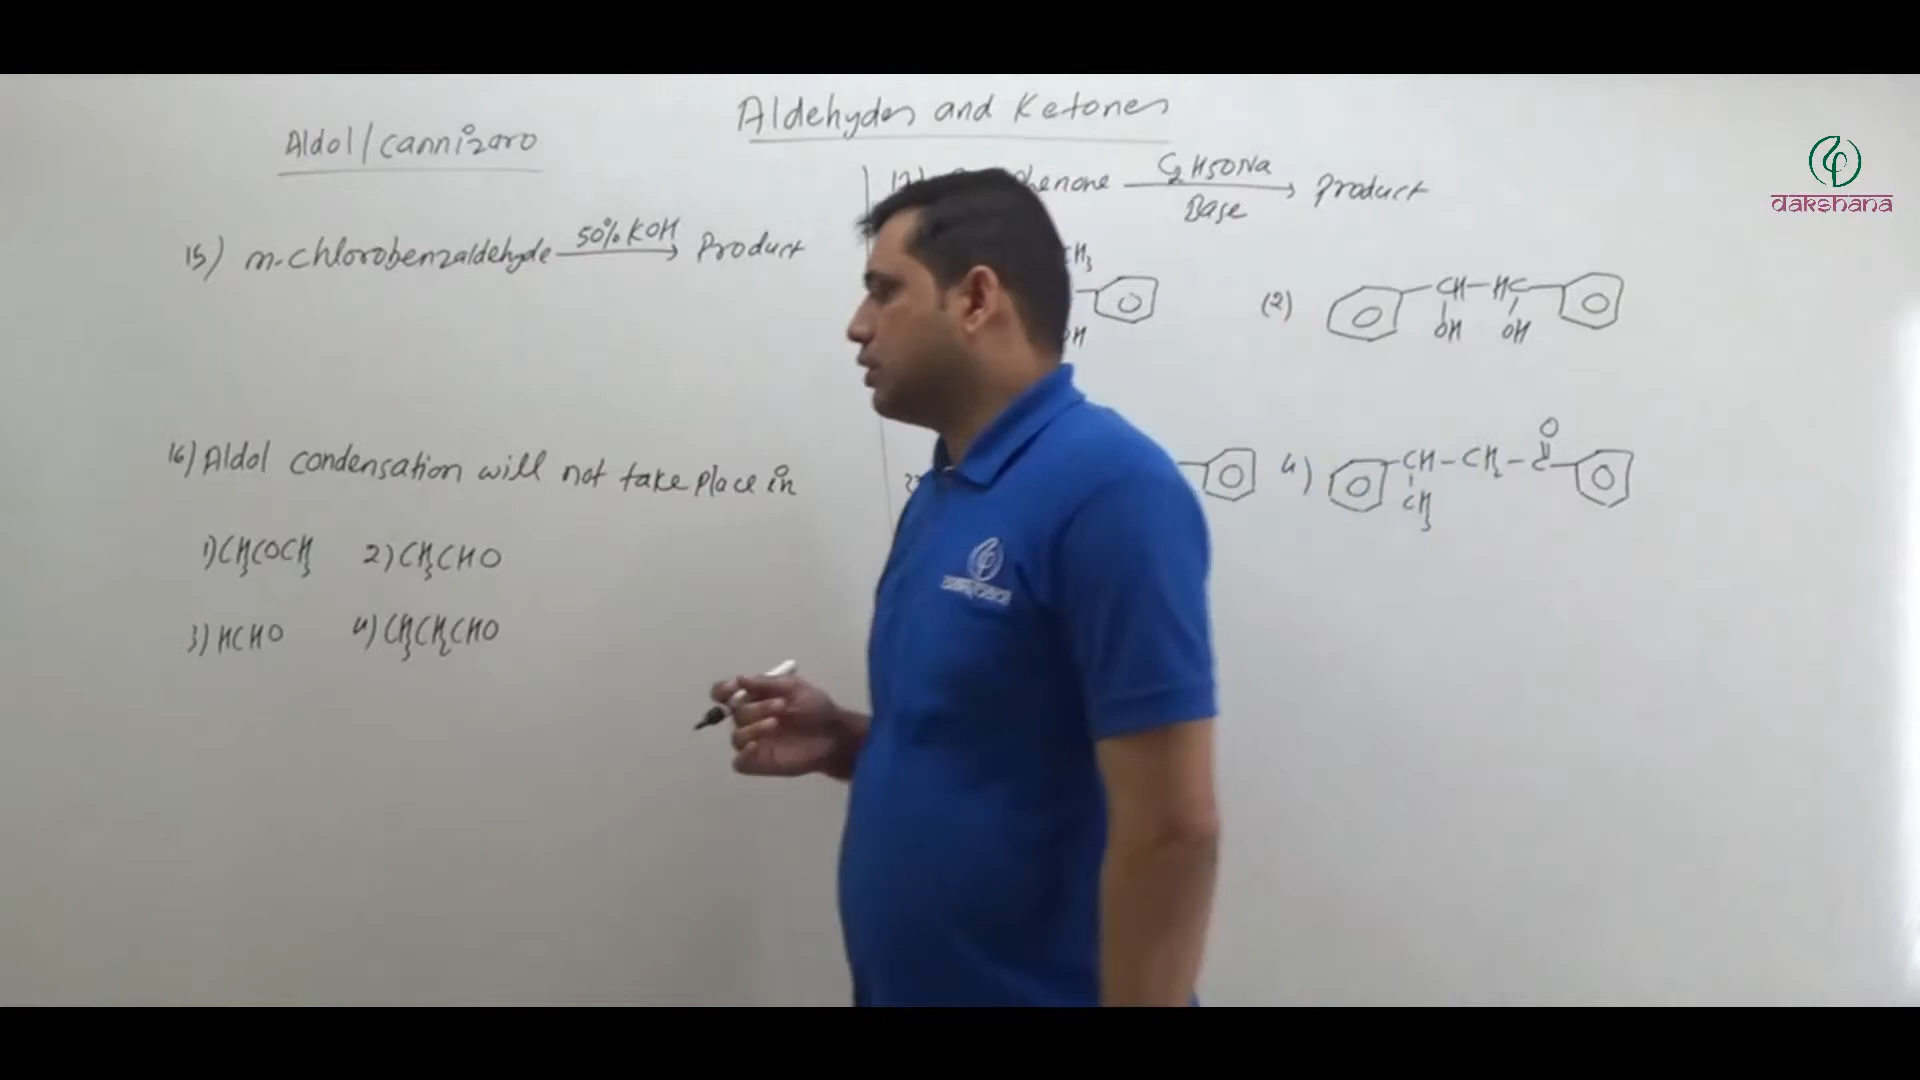 Aldehydes and Ketones
Aldol/Cannizaro
15) m-chlorobenzaldehyde 50% KOH Product
16) Aldol condensation will not take place in
1) CH3COCH3 2) CH3CHO
3) HCHO 4) CH3CH2CHO
henone C2H5ONa Product
Base
CH3
(2) CH-HC
OH OH
O
4) CH-CH2-C
CH3
dakshana